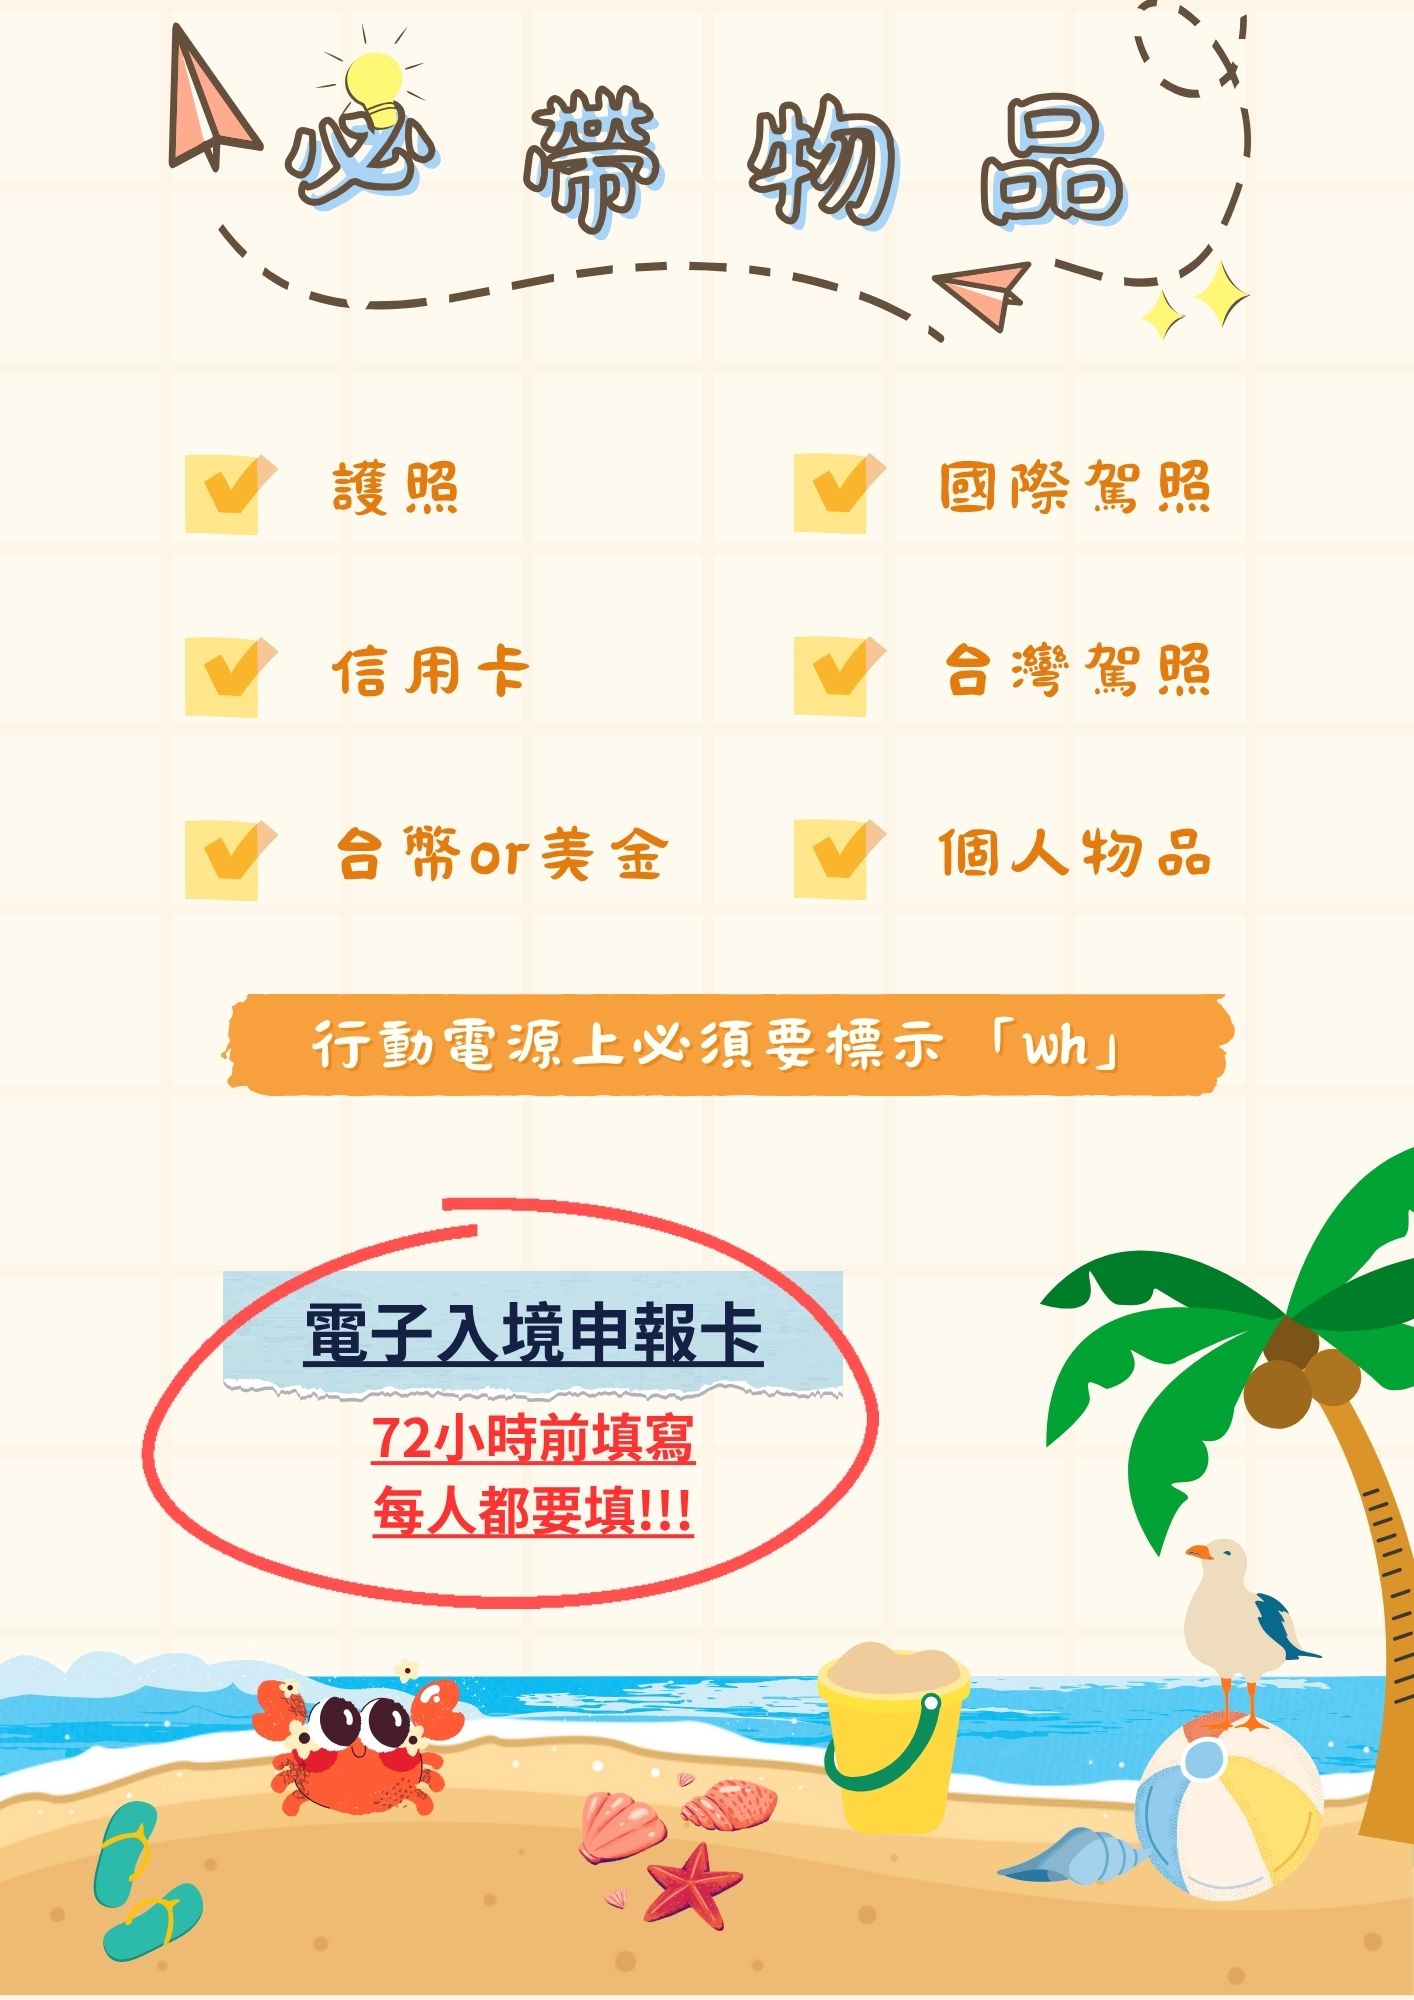 必帶物品
護照
國際駕照
信用卡
台灣駕照
台幣or美金
個人物品
行動電源上必須要標示「wh」
電子入境申報卡
72小時前填寫
每人都要填!!!